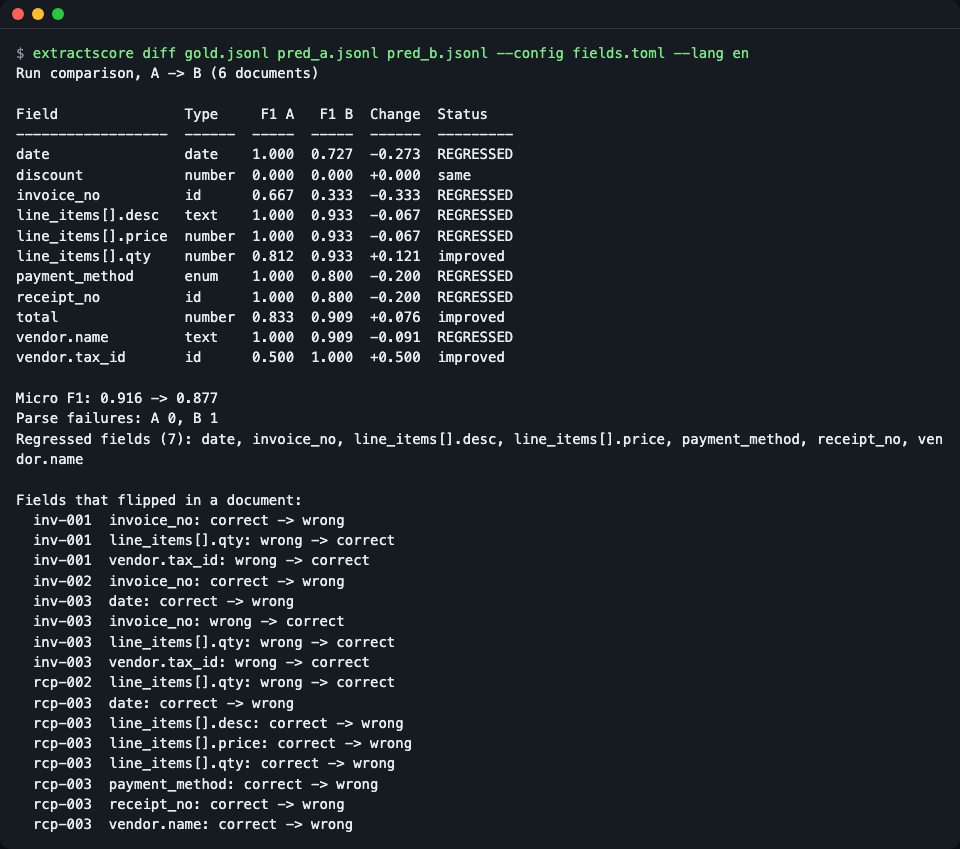 $ extractscore diff gold.jsonl pred_a.jsonl pred_b.jsonl --config fields.toml --lang en
Run comparison, A -> B (6 documents)

Field               Type     F1 A   F1 B  Change  Status
------------------  ------  -----  -----  ------  ---------
date                date    1.000  0.727  -0.273  REGRESSED
discount            number  0.000  0.000  +0.000  same
invoice_no          id      0.667  0.333  -0.333  REGRESSED
line_items[].desc   text    1.000  0.933  -0.067  REGRESSED
line_items[].price  number  1.000  0.933  -0.067  REGRESSED
line_items[].qty    number  0.812  0.933  +0.121  improved
payment_method      enum    1.000  0.800  -0.200  REGRESSED
receipt_no          id      1.000  0.800  -0.200  REGRESSED
total               number  0.833  0.909  +0.076  improved
vendor.name         text    1.000  0.909  -0.091  REGRESSED
vendor.tax_id       id      0.500  1.000  +0.500  improved

Micro F1: 0.916 -> 0.877
Parse failures: A 0, B 1
Regressed fields (7): date, invoice_no, line_items[].desc, line_items[].price, payment_method, receipt_no, ven
dor.name

Fields that flipped in a document:
  inv-001  invoice_no: correct -> wrong
  inv-001  line_items[].qty: wrong -> correct
  inv-001  vendor.tax_id: wrong -> correct
  inv-002  invoice_no: correct -> wrong
  inv-003  date: correct -> wrong
  inv-003  invoice_no: wrong -> correct
  inv-003  line_items[].qty: wrong -> correct
  inv-003  vendor.tax_id: wrong -> correct
  rcp-002  line_items[].qty: wrong -> correct
  rcp-003  date: correct -> wrong
  rcp-003  line_items[].desc: correct -> wrong
  rcp-003  line_items[].price: correct -> wrong
  rcp-003  line_items[].qty: correct -> wrong
  rcp-003  payment_method: correct -> wrong
  rcp-003  receipt_no: correct -> wrong
  rcp-003  vendor.name: correct -> wrong